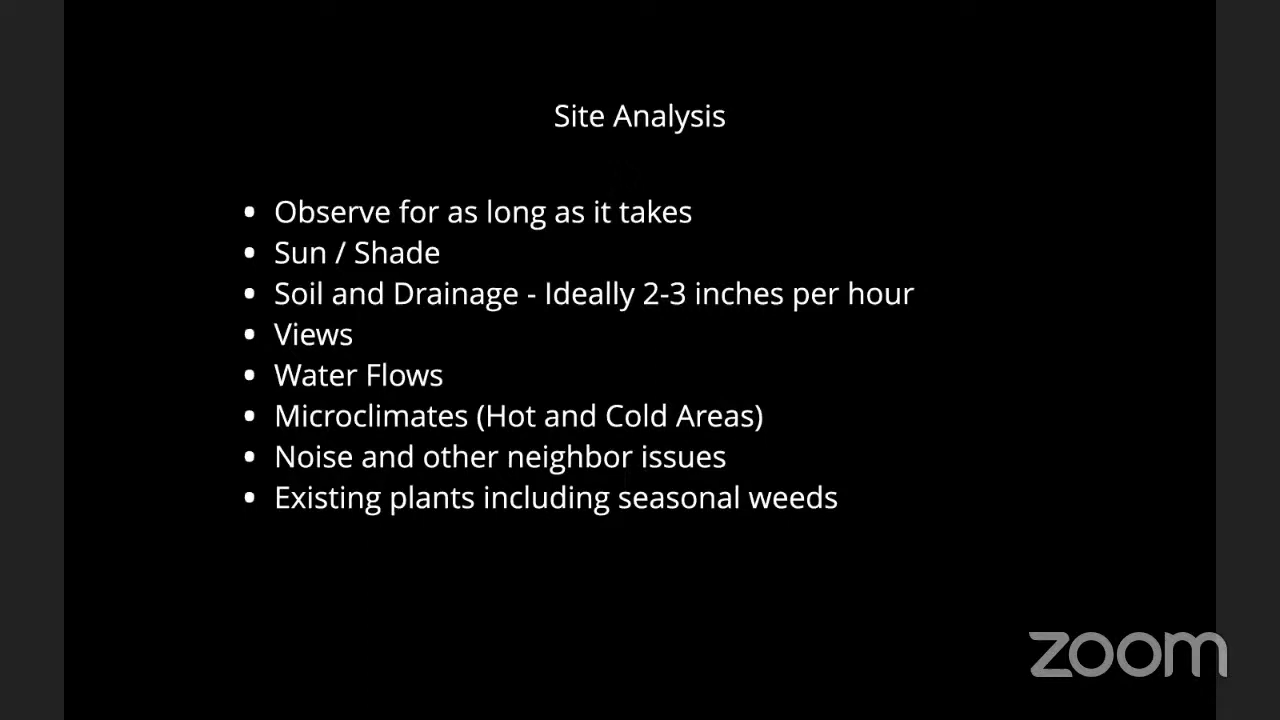 Site Analysis
• Observe for as long as it takes
• Sun / Shade
• Soil and Drainage - Ideally 2-3 inches per hour
• Views
• Water Flows
• Microclimates (Hot and Cold Areas)
• Noise and other neighbor issues
• Existing plants including seasonal weeds
zoom